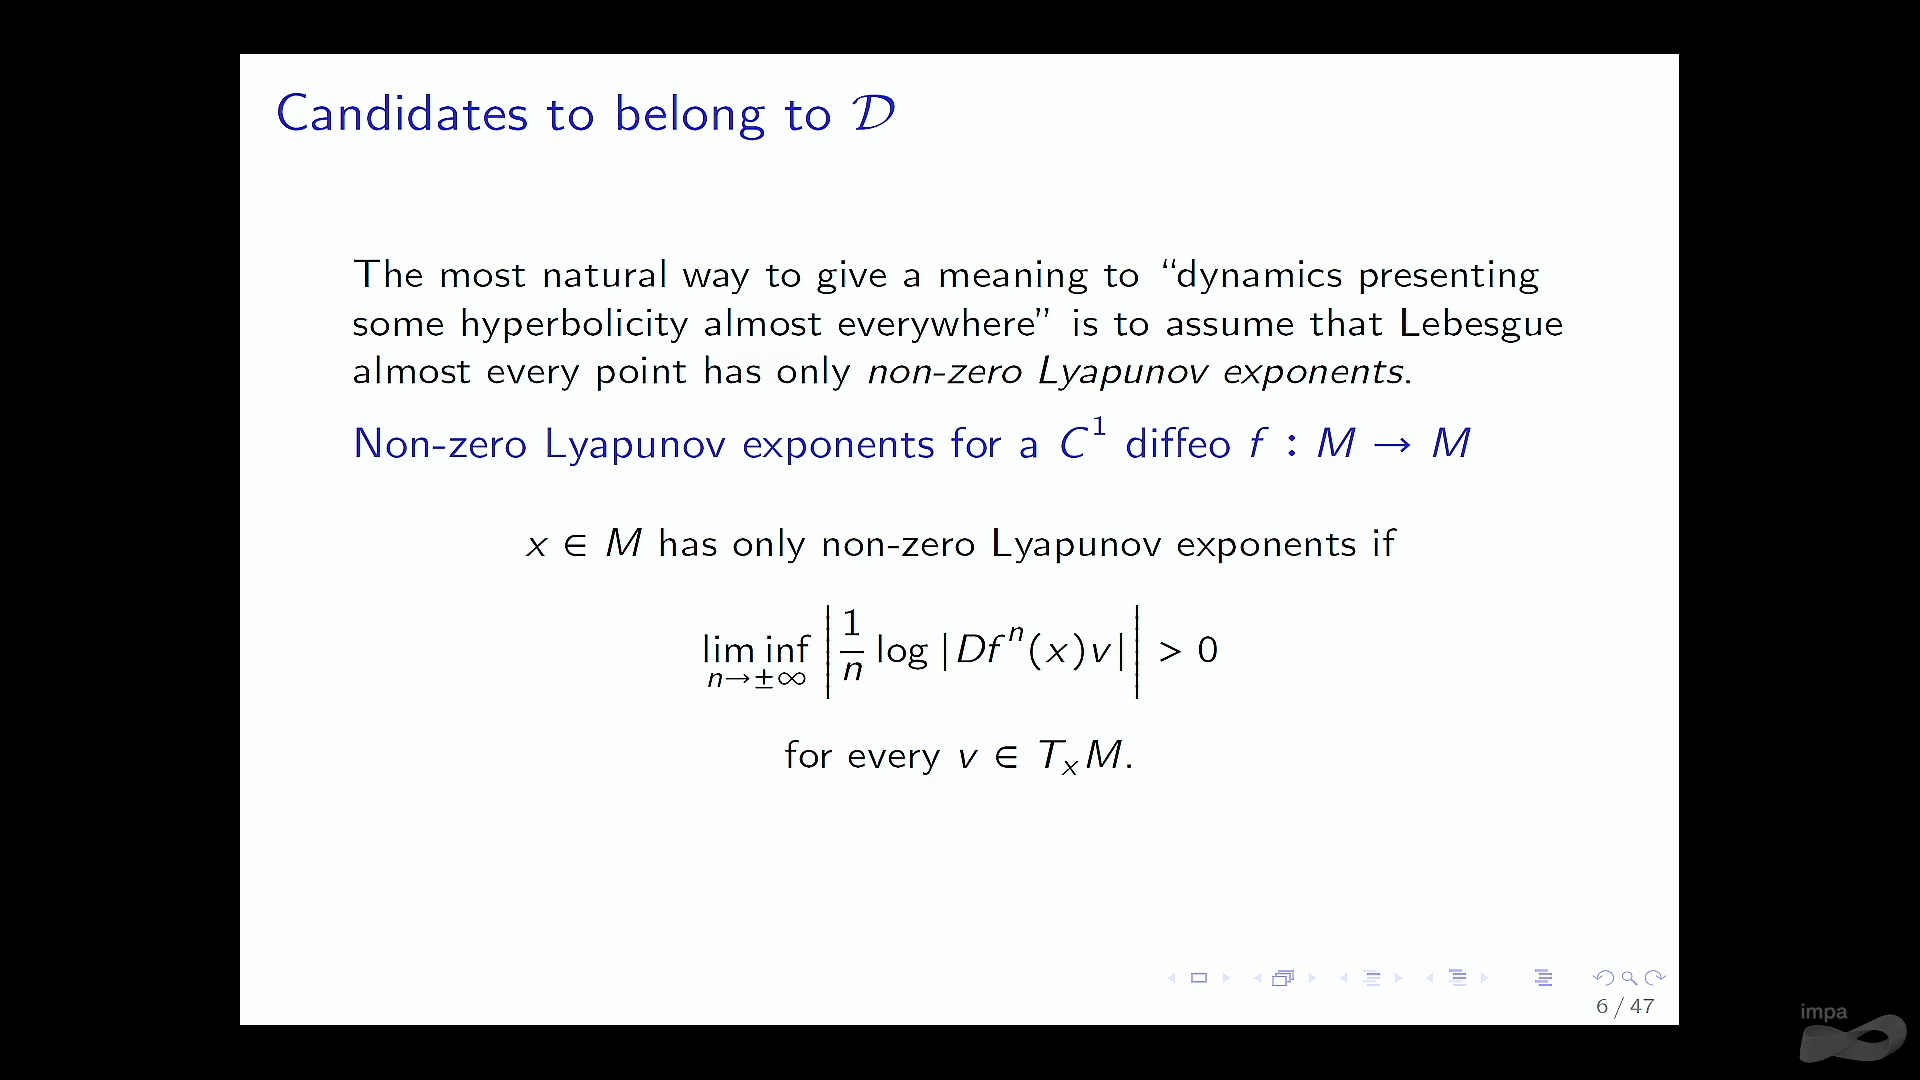 Candidates to belong to 𝒟
The most natural way to give a meaning to “dynamics presenting
some hyperbolicity almost everywhere” is to assume that Lebesgue
almost every point has only non-zero Lyapunov exponents.
Non-zero Lyapunov exponents for a C¹ diffeo f : M → M
x ∈ M has only non-zero Lyapunov exponents if
lim inf_{n→±∞} | 1/n log |Dfⁿ(x)v| | > 0
for every v ∈ TₓM.
6 / 47
impa